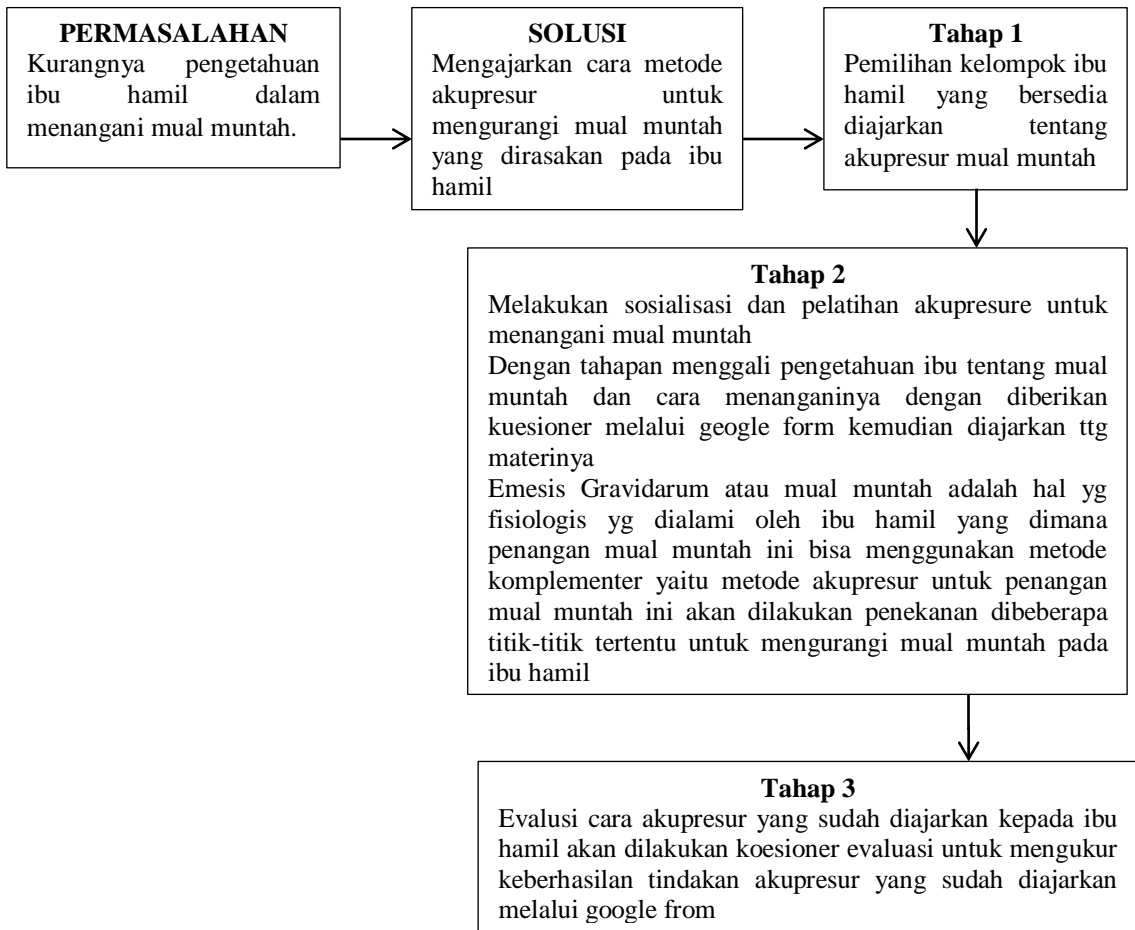 PERMASALAHAN
Kurangnya pengetahuan
ibu hamil dalam
menangani mual muntah.
SOLUSI
Mengajarkan cara metode
akupresur untuk
mengurangi mual muntah
yang dirasakan pada ibu
hamil
Tahap 1
Pemilihan kelompok ibu
hamil yang bersedia
diajarkan tentang
akupresur mual muntah
Tahap 2
Melakukan sosialisasi dan pelatihan akupresure untuk
menangani mual muntah
Dengan tahapan menggali pengetahuan ibu tentang mual
muntah dan cara menanganinya dengan diberikan
kuesioner melalui geogle form kemudian diajarkan ttg
materinya
Emesis Gravidarum atau mual muntah adalah hal yg
fisiologis yg dialami oleh ibu hamil yang dimana
penangan mual muntah ini bisa menggunakan metode
komplementer yaitu metode akupresur untuk penangan
mual muntah ini akan dilakukan penekanan dibeberapa
titik-titik tertentu untuk mengurangi mual muntah pada
ibu hamil
Tahap 3
Evalusi cara akupresur yang sudah diajarkan kepada ibu
hamil akan dilakukan koesioner evaluasi untuk mengukur
keberhasilan tindakan akupresur yang sudah diajarkan
melalui google from